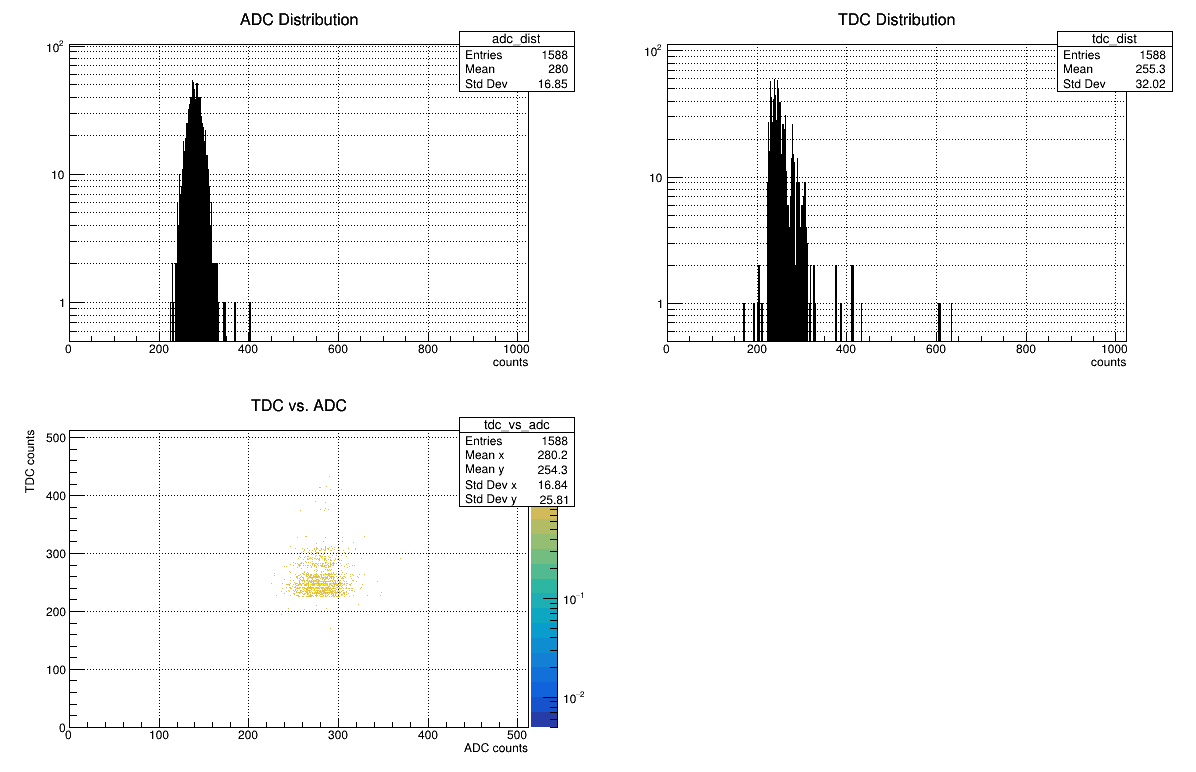 ADC Distribution
adc_dist
Entries 1588
Mean 280
Std Dev 16.85
10²
10
1
0 200 400 600 800 1000
counts
TDC Distribution
tdc_dist
Entries 1588
Mean 255.3
Std Dev 32.02
10²
10
1
0 200 400 600 800 1000
counts
TDC vs. ADC
tdc_vs_adc
Entries 1588
Mean x 280.2
Mean y 254.3
Std Dev x 16.84
Std Dev y 25.81
TDC counts
500
400
300
200
100
0
0 100 200 300 400 500
ADC counts
10⁻¹
10⁻²